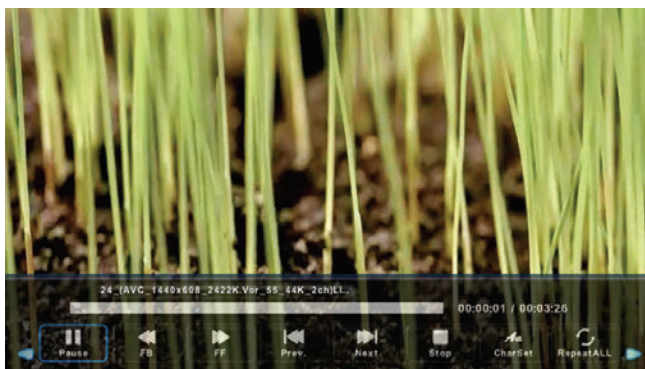 24_(AVC_1440x608_2422K.Vor_55_44K_2ch)LI...
00:00:01 / 00:03:26
Pause FB FF Prev. Next. Stop CharSet RepeatALL